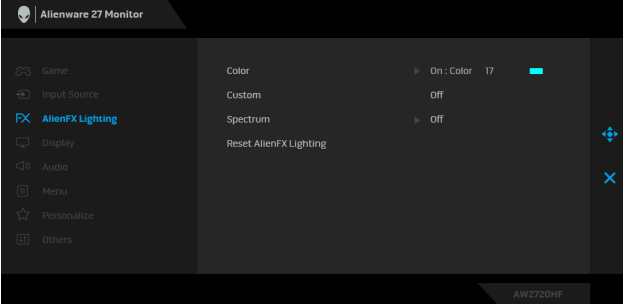 Alienware 27 Monitor
Game
Input Source
FX AlienFX Lighting
Display
Audio
Menu
Personalize
Others
Color On : Color 17
Custom Off
Spectrum Off
Reset AlienFX Lighting
AW2720HF